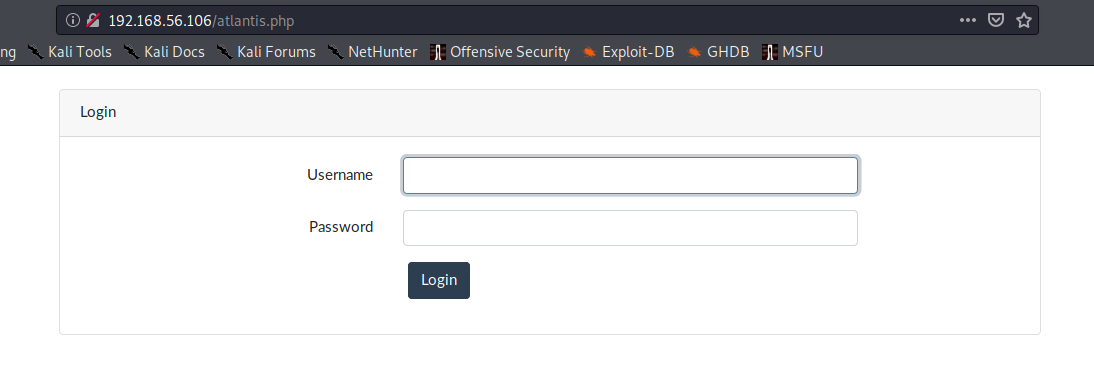 192.168.56.106/atlantis.php
ng Kali Tools Kali Docs Kali Forums NetHunter Offensive Security Exploit-DB GHDB MSFU
Login
Username
Password
Login